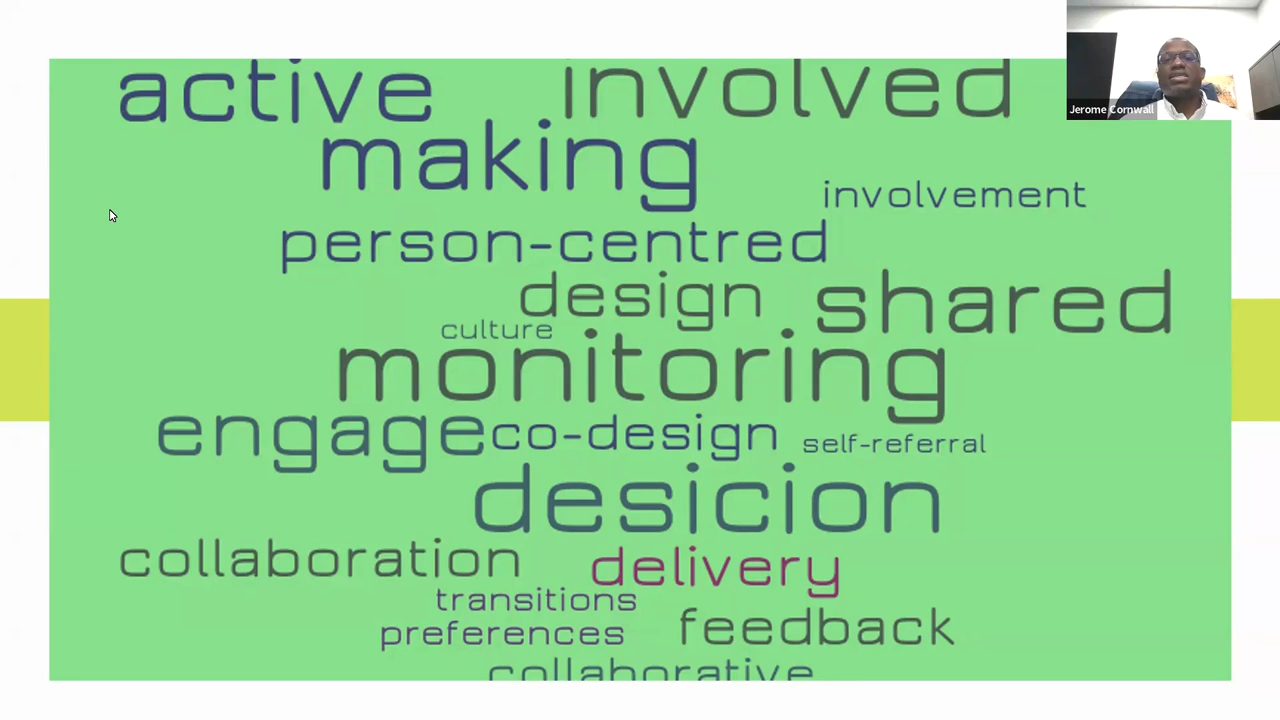 active involved
Jerome Cornwall
making
involvement
person-centred
design shared
culture
monitoring
engage co-design self-referral
desicion
collaboration delivery
transitions
preferences feedback
collaborative